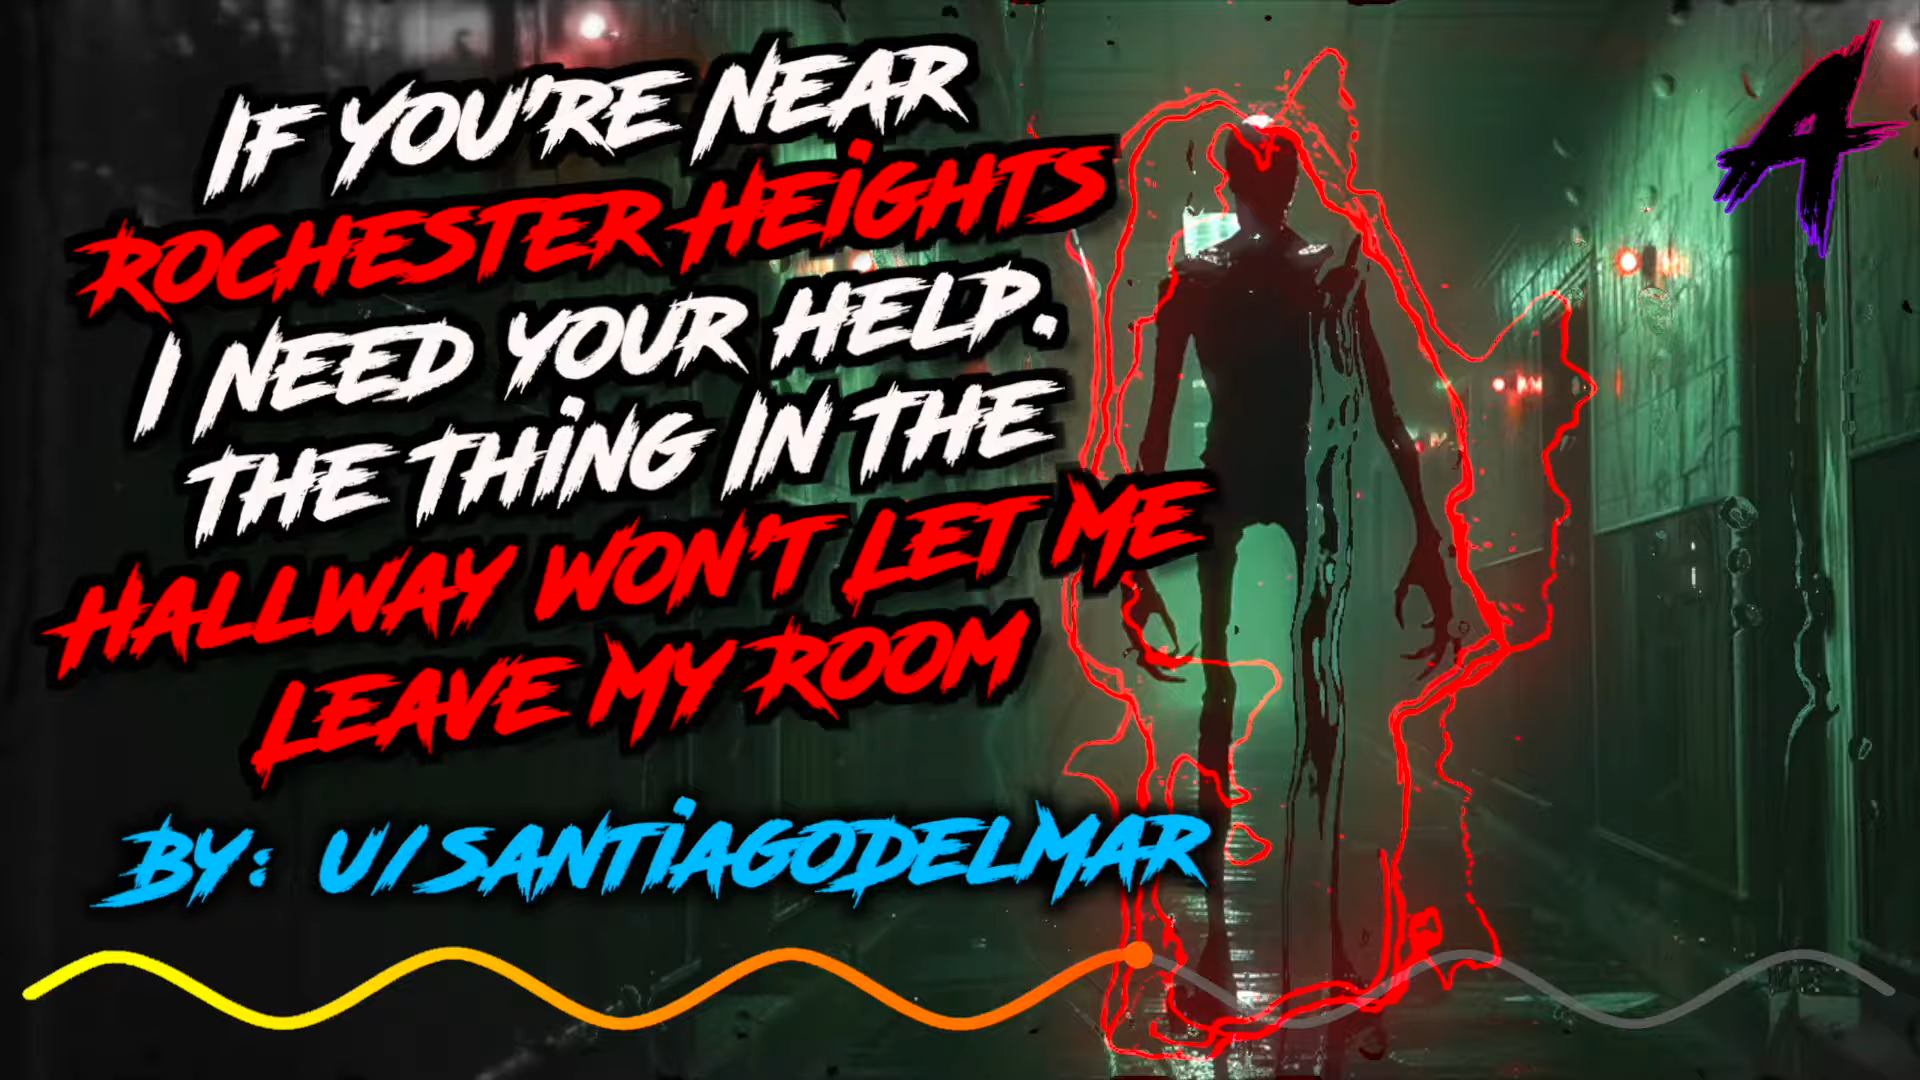 If You're Near
Rochester Heights
I Need Your Help.
The Thing In The
Hallway Won't Let Me
Leave My Room
By: u/SantiagoDelMar
A